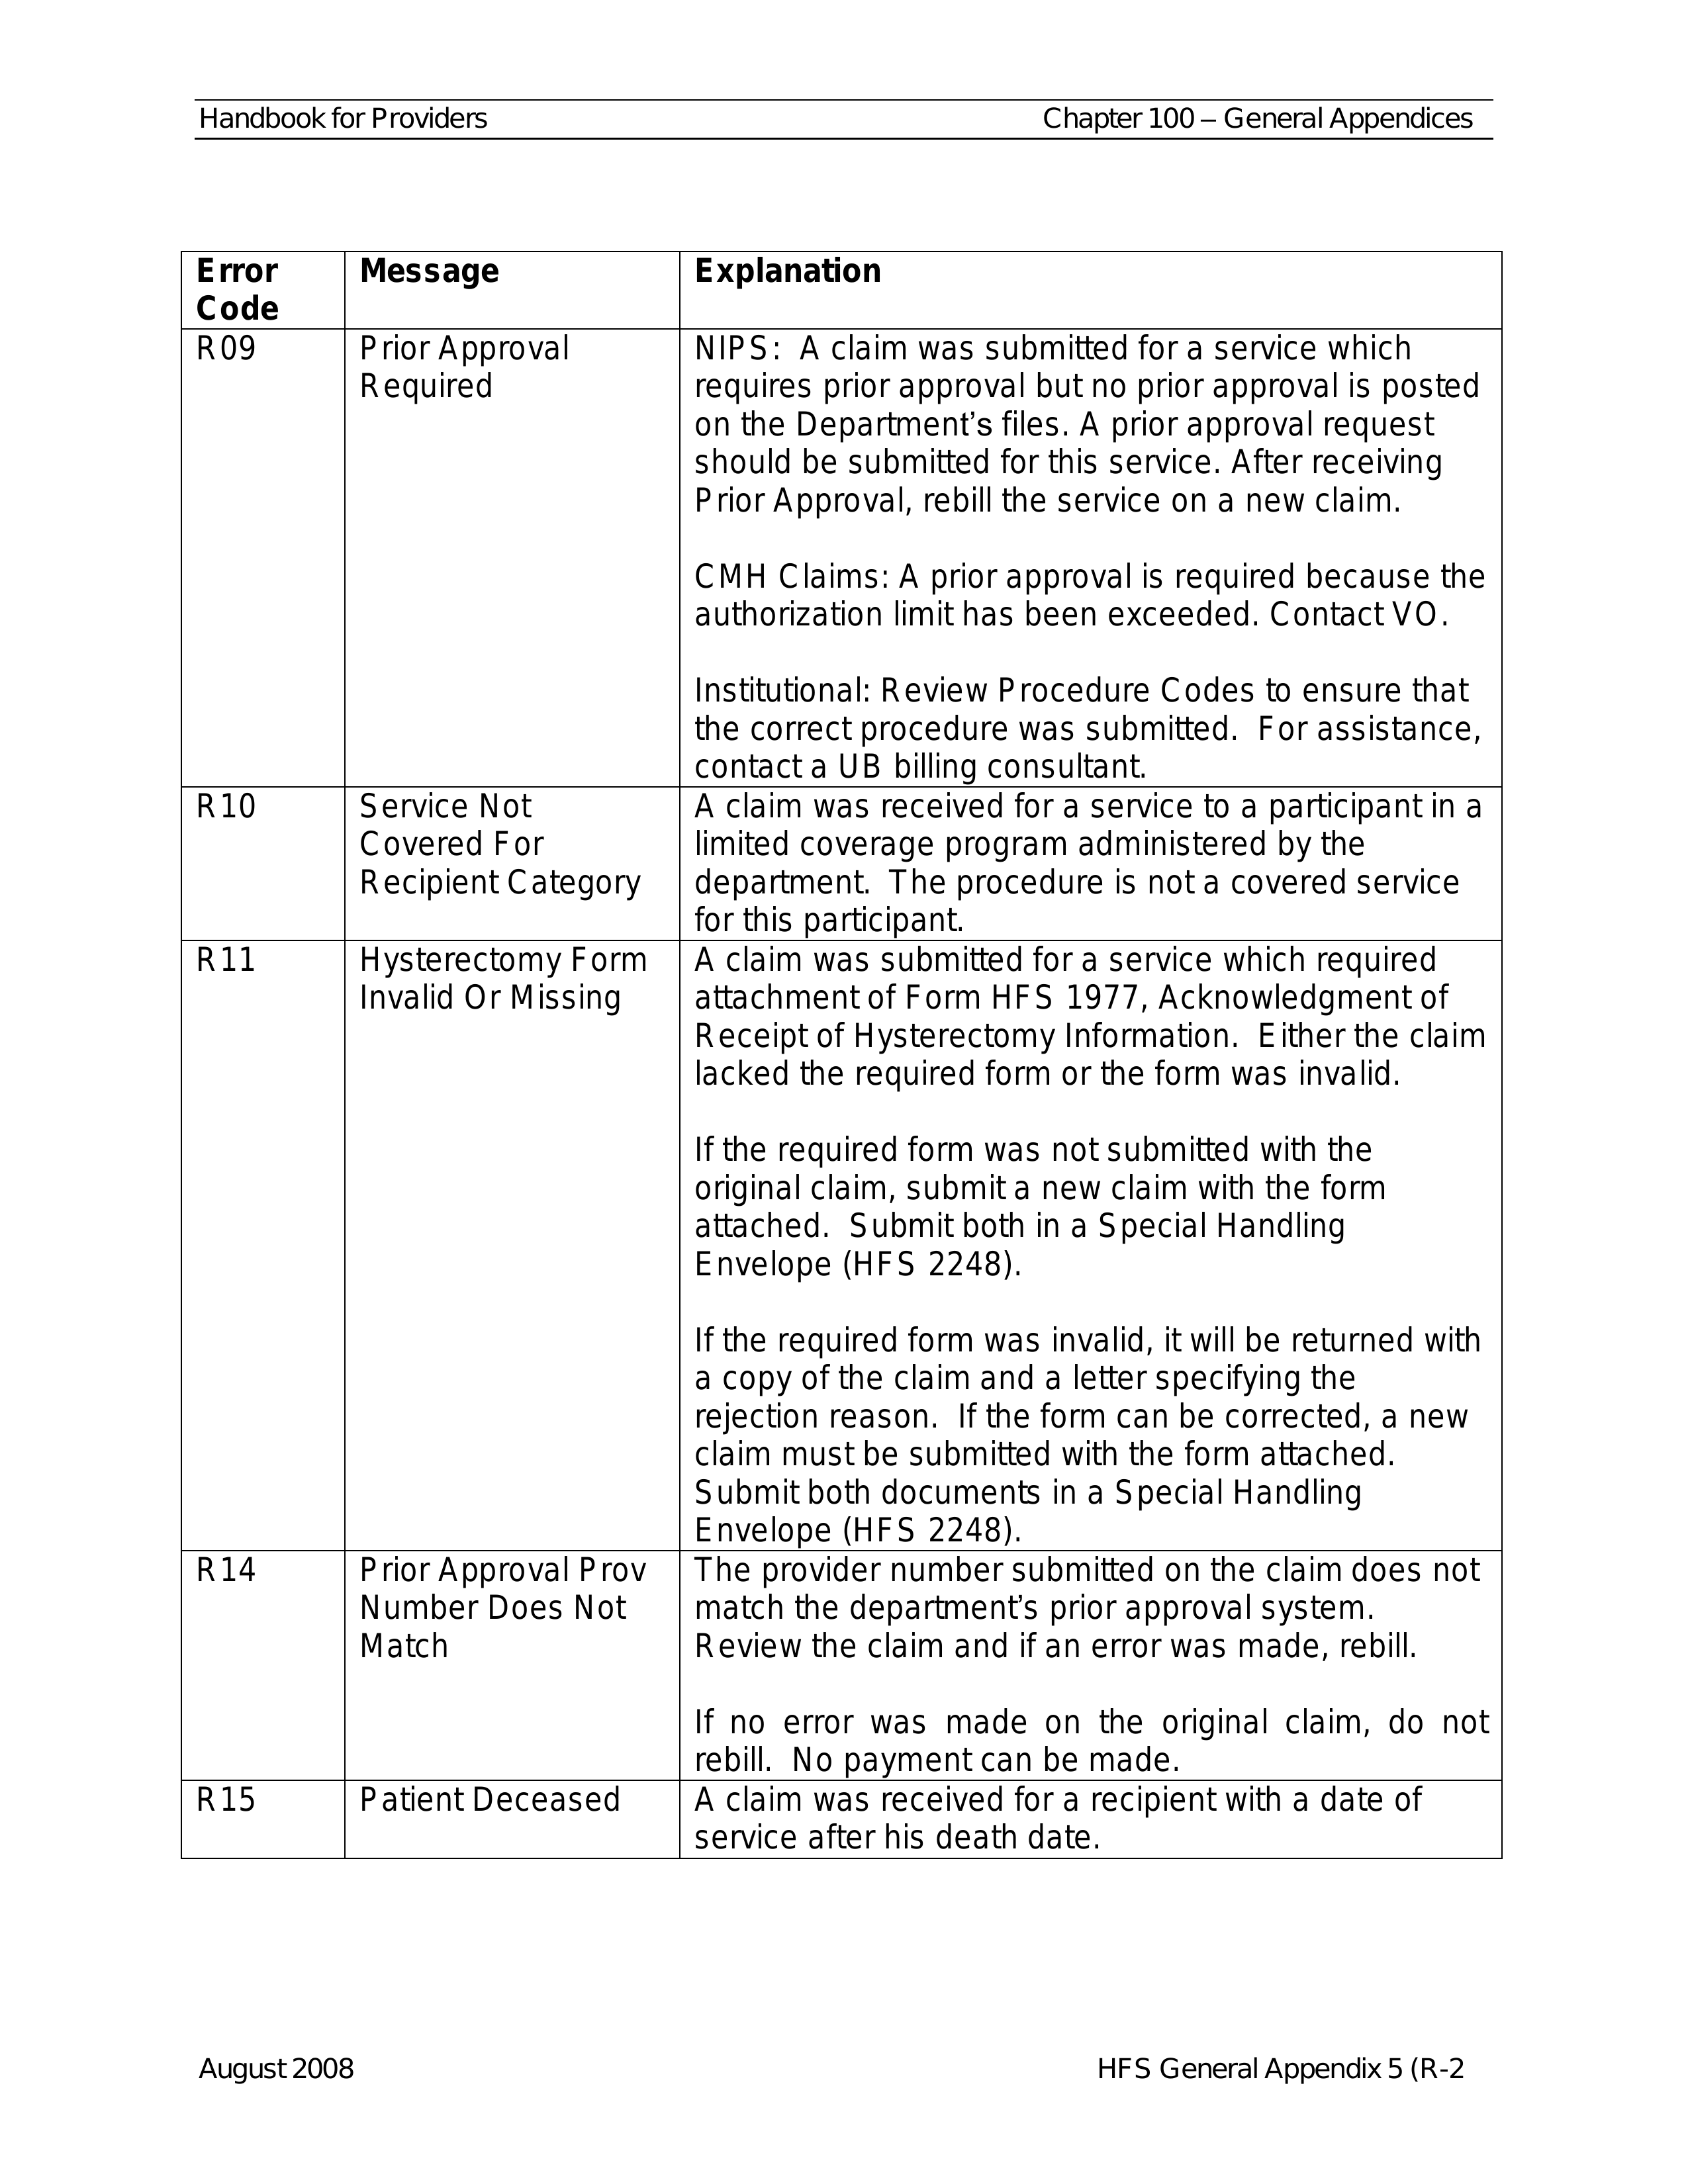 Handbook for Providers Chapter 100 – General Appendices
Error Code Message Explanation
R09 Prior Approval Required
NIPS:  A claim was submitted for a service which
requires prior approval but no prior approval is posted
on the Department's files. A prior approval request
should be submitted for this service. After receiving
Prior Approval, rebill the service on a new claim.
CMH Claims: A prior approval is required because the
authorization limit has been exceeded. Contact VO.
Institutional: Review Procedure Codes to ensure that
the correct procedure was submitted.  For assistance,
contact a UB billing consultant.
R10 Service Not Covered For Recipient Category
A claim was received for a service to a participant in a
limited coverage program administered by the
department.  The procedure is not a covered service
for this participant.
R11 Hysterectomy Form Invalid Or Missing
A claim was submitted for a service which required
attachment of Form HFS 1977, Acknowledgment of
Receipt of Hysterectomy Information.  Either the claim
lacked the required form or the form was invalid.
If the required form was not submitted with the
original claim, submit a new claim with the form
attached.  Submit both in a Special Handling
Envelope (HFS 2248).
If the required form was invalid, it will be returned with
a copy of the claim and a letter specifying the
rejection reason.  If the form can be corrected, a new
claim must be submitted with the form attached.
Submit both documents in a Special Handling
Envelope (HFS 2248).
R14 Prior Approval Prov Number Does Not Match
The provider number submitted on the claim does not
match the department's prior approval system.
Review the claim and if an error was made, rebill.
If no error was made on the original claim, do not
rebill.  No payment can be made.
R15 Patient Deceased
A claim was received for a recipient with a date of
service after his death date.
August 2008 HFS General Appendix 5 (R-2